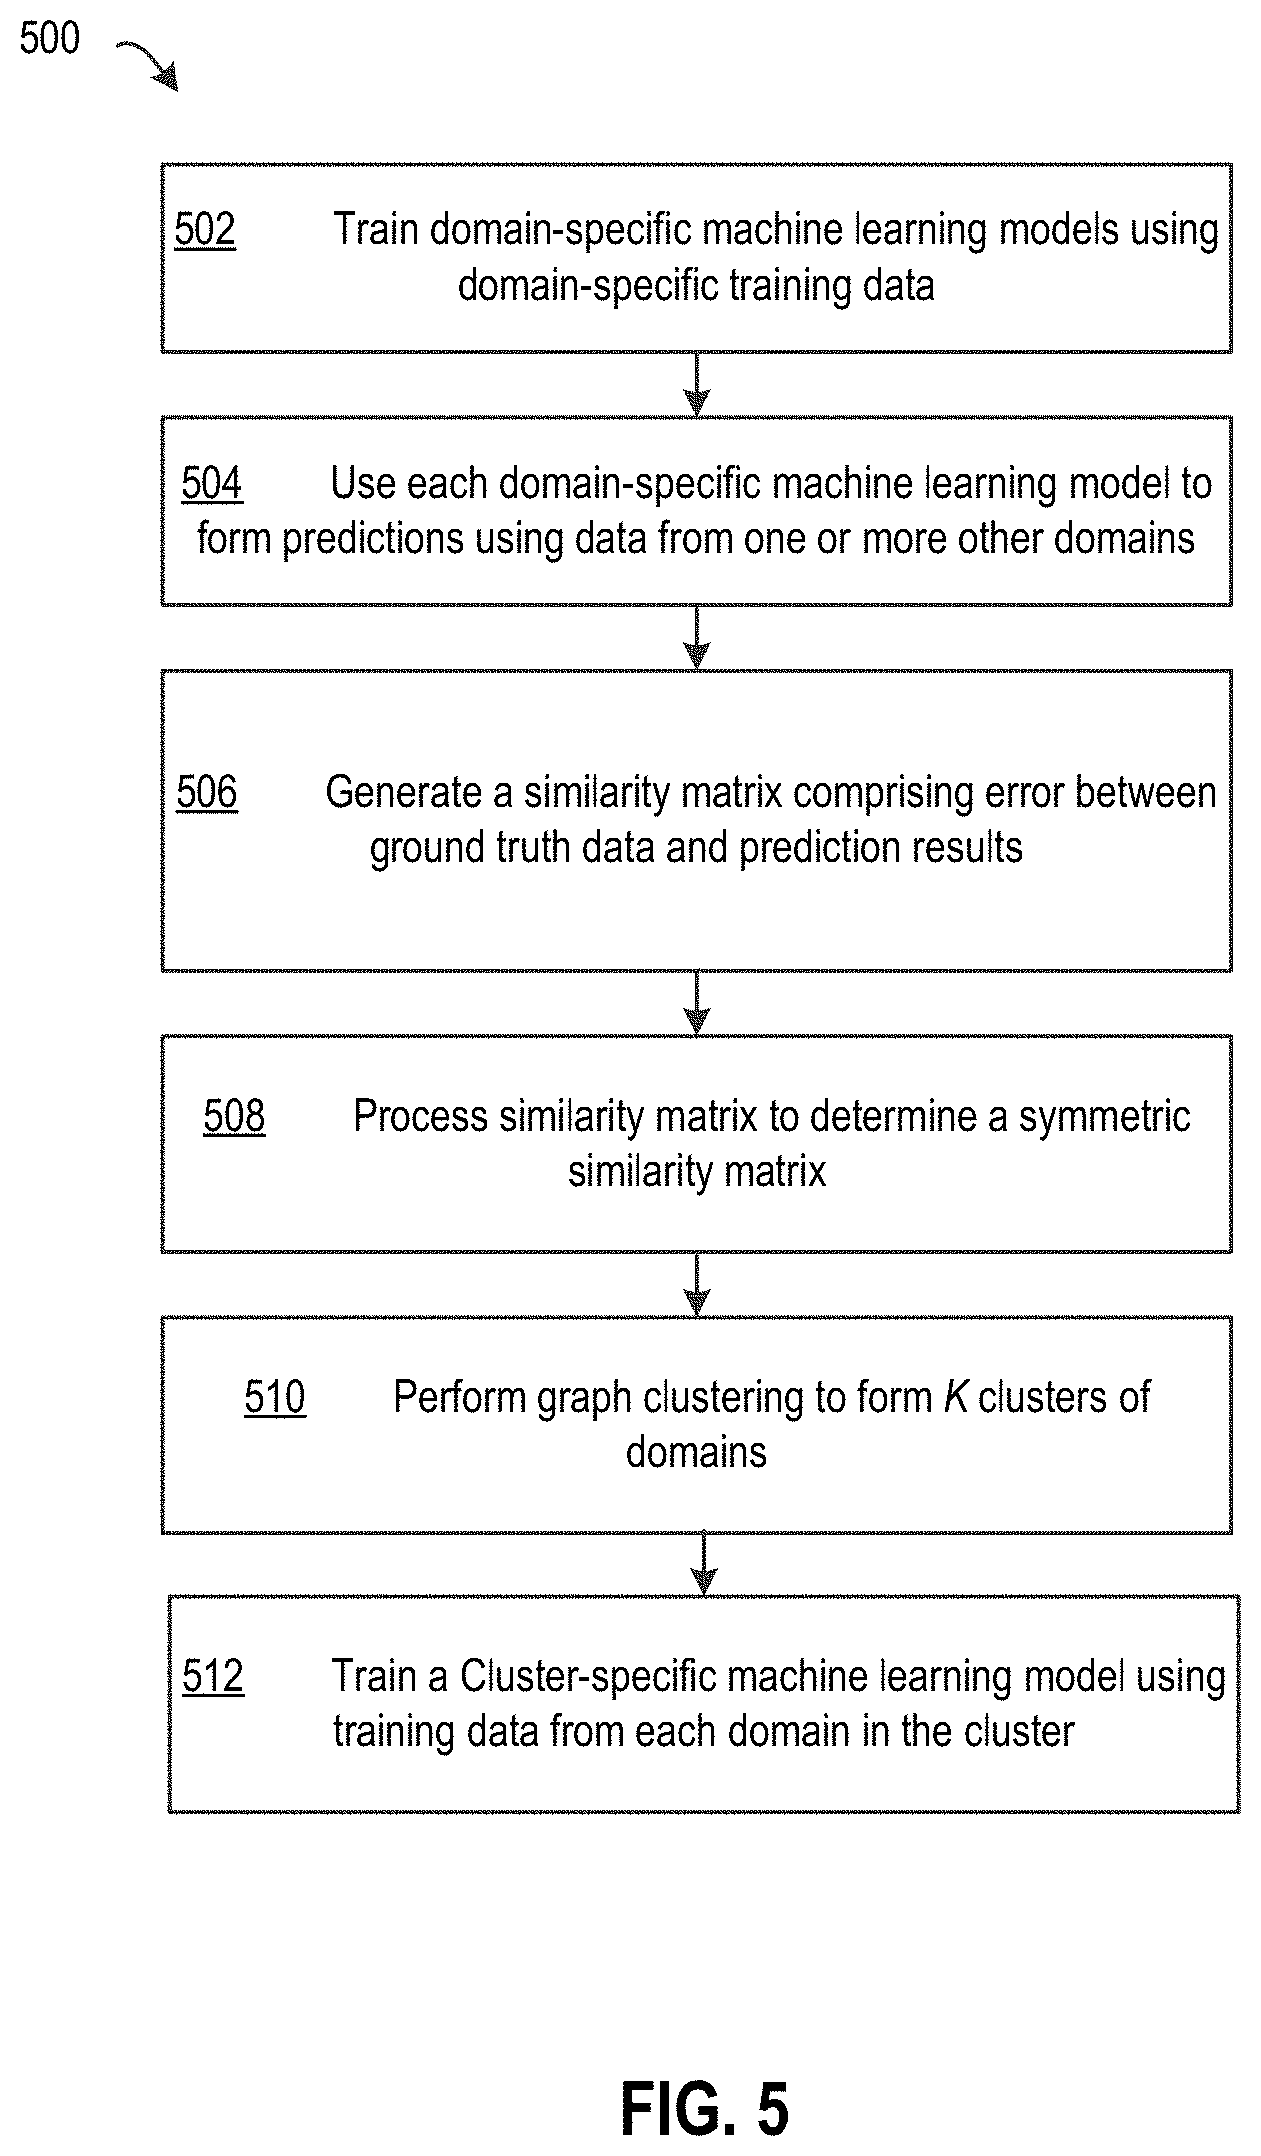 500
502 Train domain-specific machine learning models using
domain-specific training data
504 Use each domain-specific machine learning model to
form predictions using data from one or more other domains
506 Generate a similarity matrix comprising error between
ground truth data and prediction results
508 Process similarity matrix to determine a symmetric
similarity matrix
510 Perform graph clustering to form K clusters of
domains
512 Train a Cluster-specific machine learning model using
training data from each domain in the cluster
FIG. 5